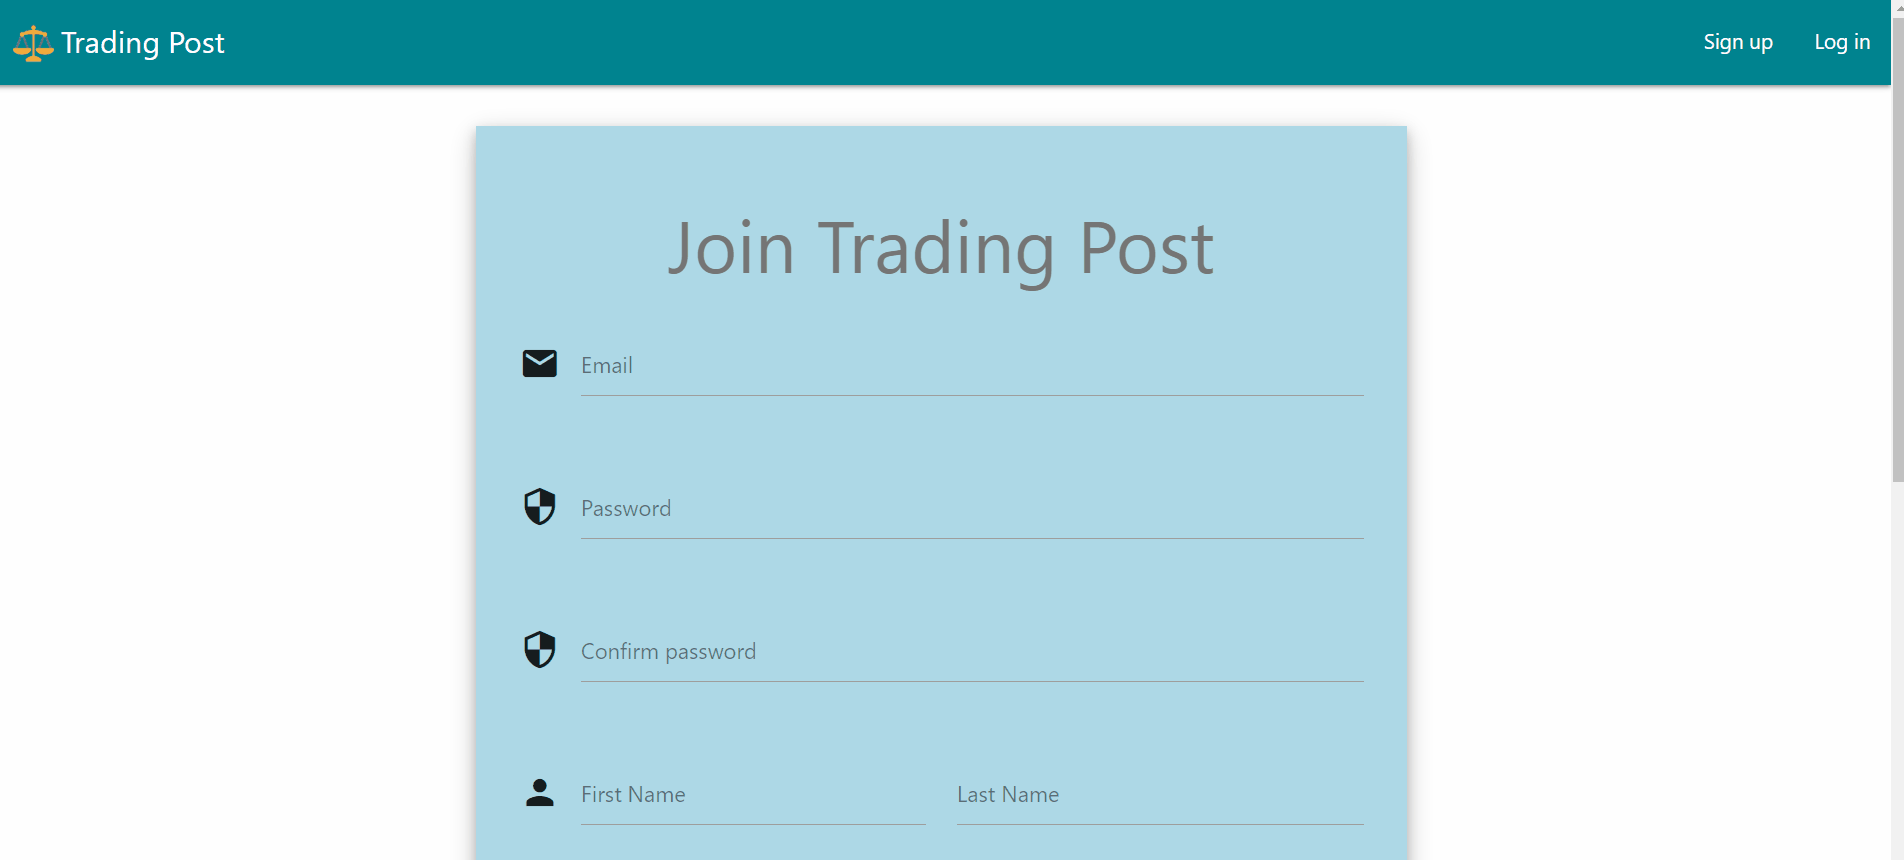 Trading Post
Sign up Log in
Join Trading Post
Email
Password
Confirm password
First Name Last Name